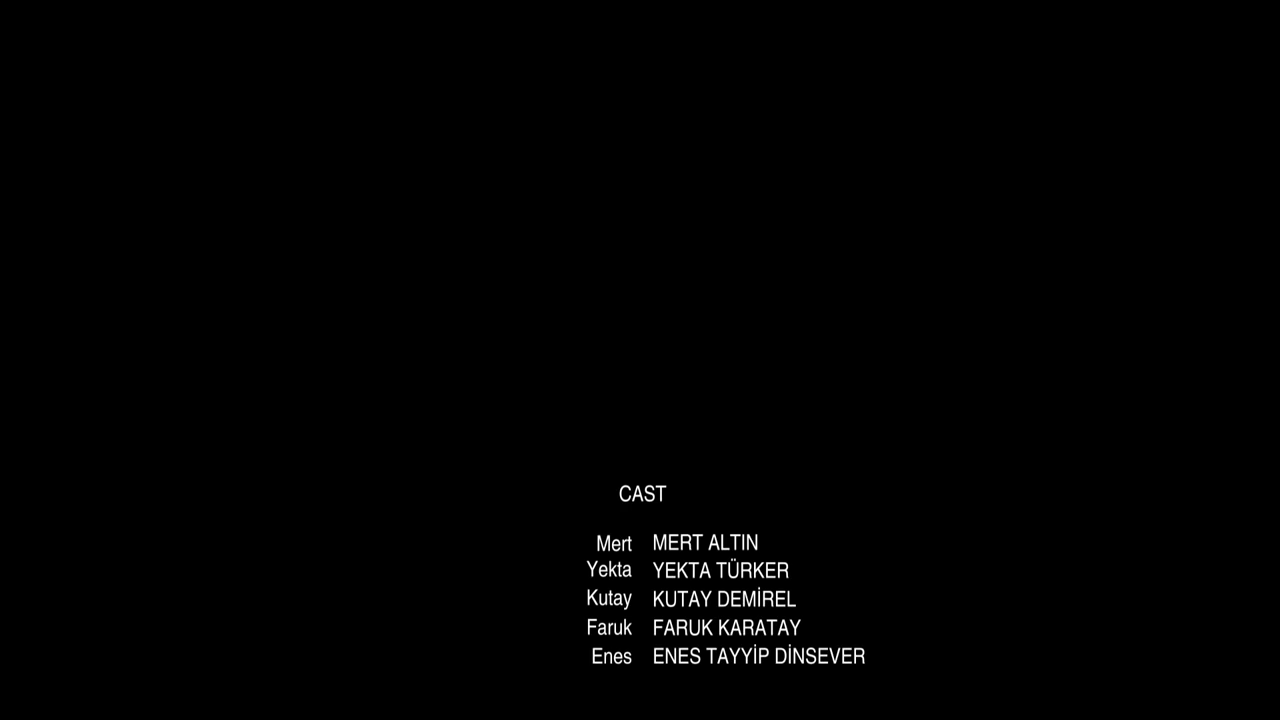 CAST
Mert MERT ALTIN
Yekta YEKTA TÜRKER
Kutay KUTAY DEMİREL
Faruk FARUK KARATAY
Enes ENES TAYYİP DİNSEVER